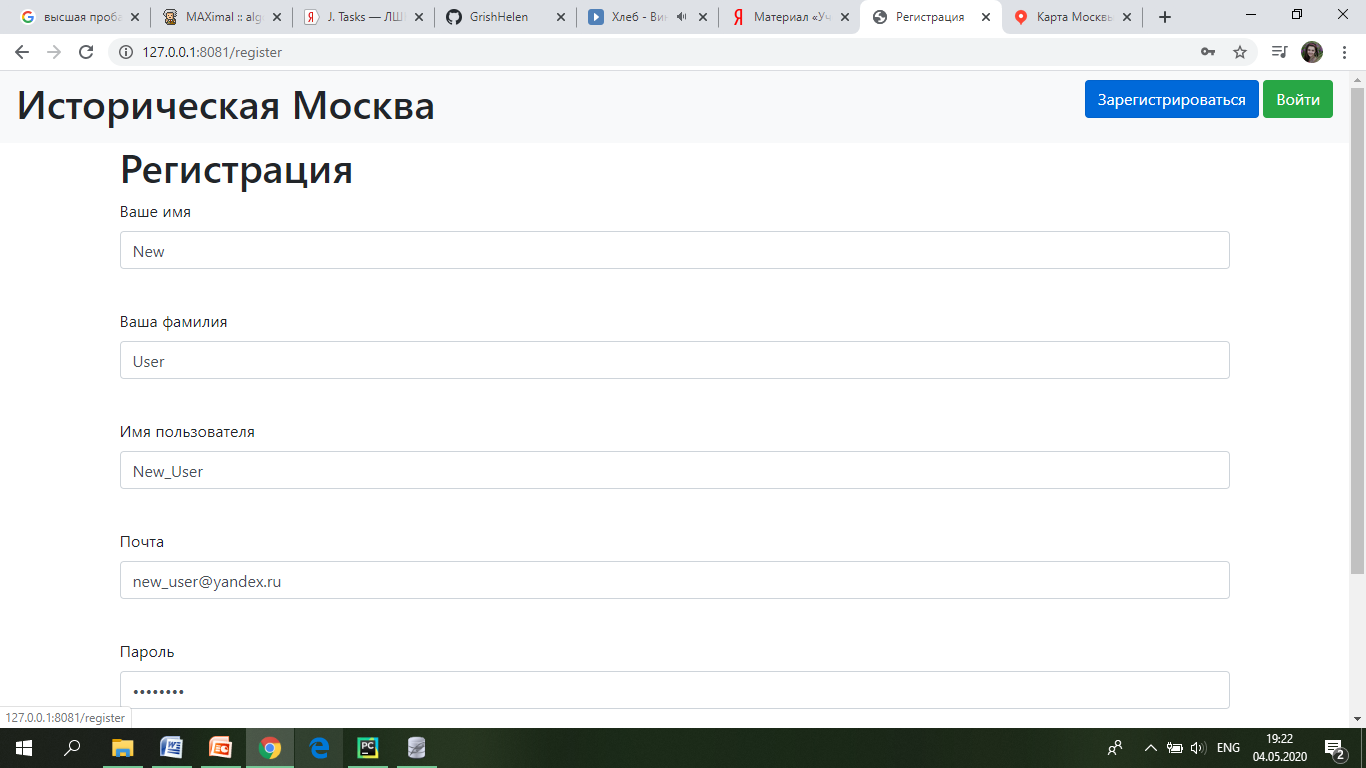 высшая проба
MAXimal :: alg
J. Tasks — ЛШ
GrishHelen
Хлеб - Ви
Материал «Уч
Регистрация
Карта Москвы
127.0.0.1:8081/register
Историческая Москва
Зарегистрироваться
Войти
Регистрация
Ваше имя
New
Ваша фамилия
User
Имя пользователя
New_User
Почта
new_user@yandex.ru
Пароль
••••••••
127.0.0.1:8081/register
ENG
19:22
04.05.2020
2